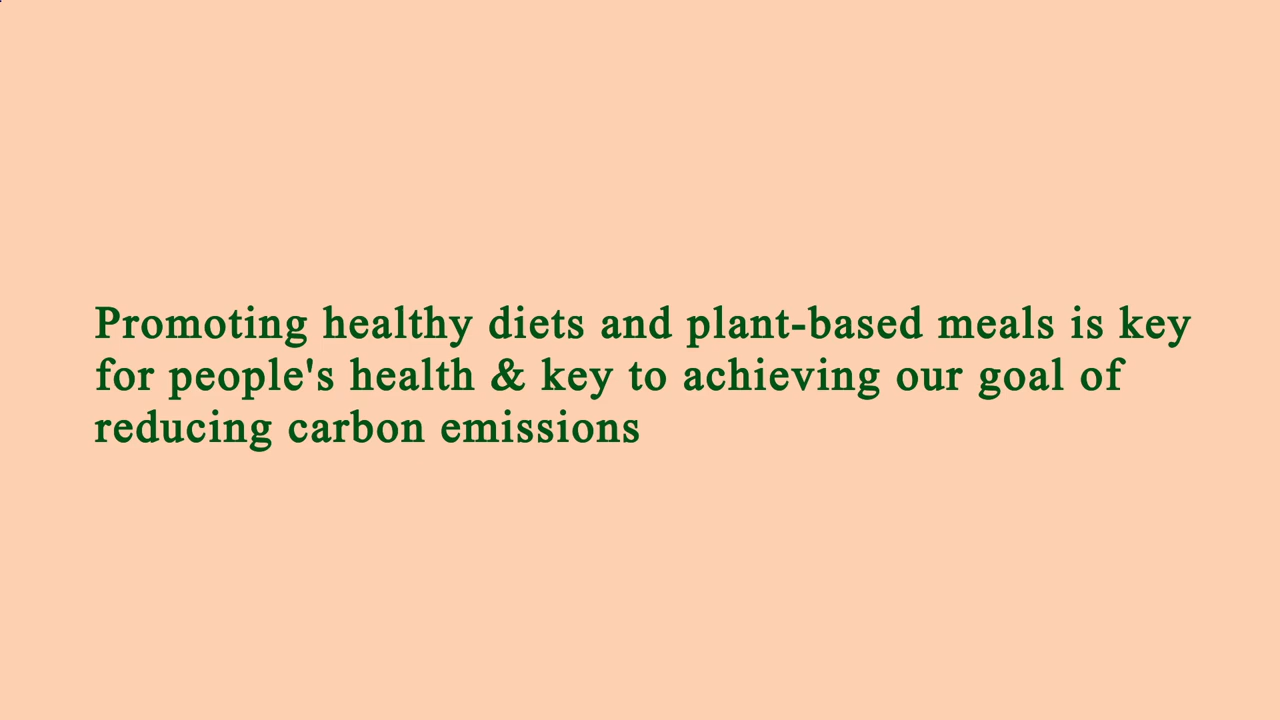 Promoting healthy diets and plant-based meals is key
for people's health & key to achieving our goal of
reducing carbon emissions